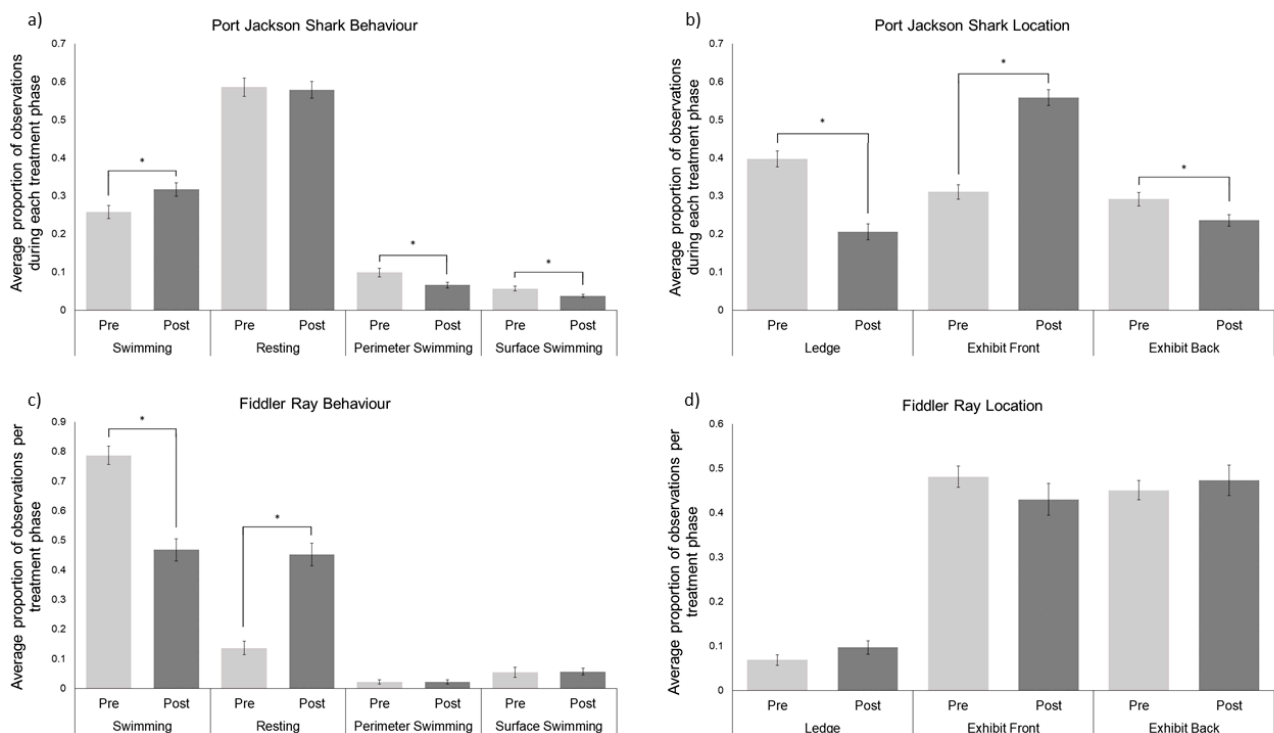 a)
Port Jackson Shark Behaviour
Average proportion of observations
during each treatment phase
0.7
0.6
0.5
0.4
0.3
0.2
0.1
0
*
*
*
Pre Post Pre Post Pre Post Pre Post
Swimming Resting Perimeter Swimming Surface Swimming
b)
Port Jackson Shark Location
Average proportion of observations
during each treatment phase
0.7
0.6
0.5
0.4
0.3
0.2
0.1
0
*
*
*
Pre Post Pre Post Pre Post
Ledge Exhibit Front Exhibit Back
c)
Fiddler Ray Behaviour
Average proportion of observations per
treatment phase
0.9
0.8
0.7
0.6
0.5
0.4
0.3
0.2
0.1
0
*
*
Pre Post Pre Post Pre Post Pre Post
Swimming Resting Perimeter Swimming Surface Swimming
d)
Fiddler Ray Location
Average proportion of observations per
treatment phase
0.6
0.5
0.4
0.3
0.2
0.1
0
Pre Post Pre Post Pre Post
Ledge Exhibit Front Exhibit Back